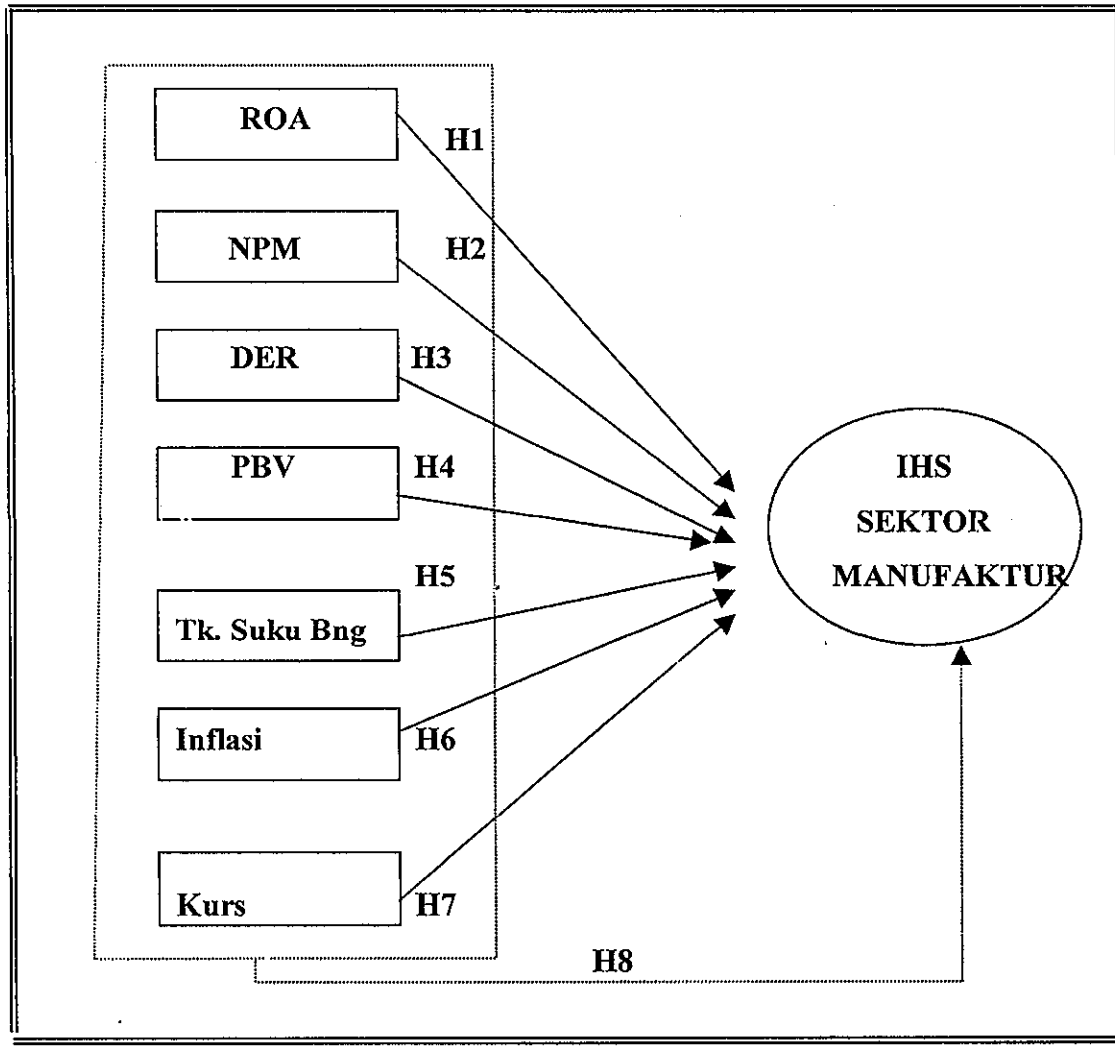 ROA
H1
NPM
H2
DER
H3
PBV
H4
H5
Tk. Suku Bng
Inflasi
H6
Kurs
H7
H8
IHS
SEKTOR
MANUFAKTUR